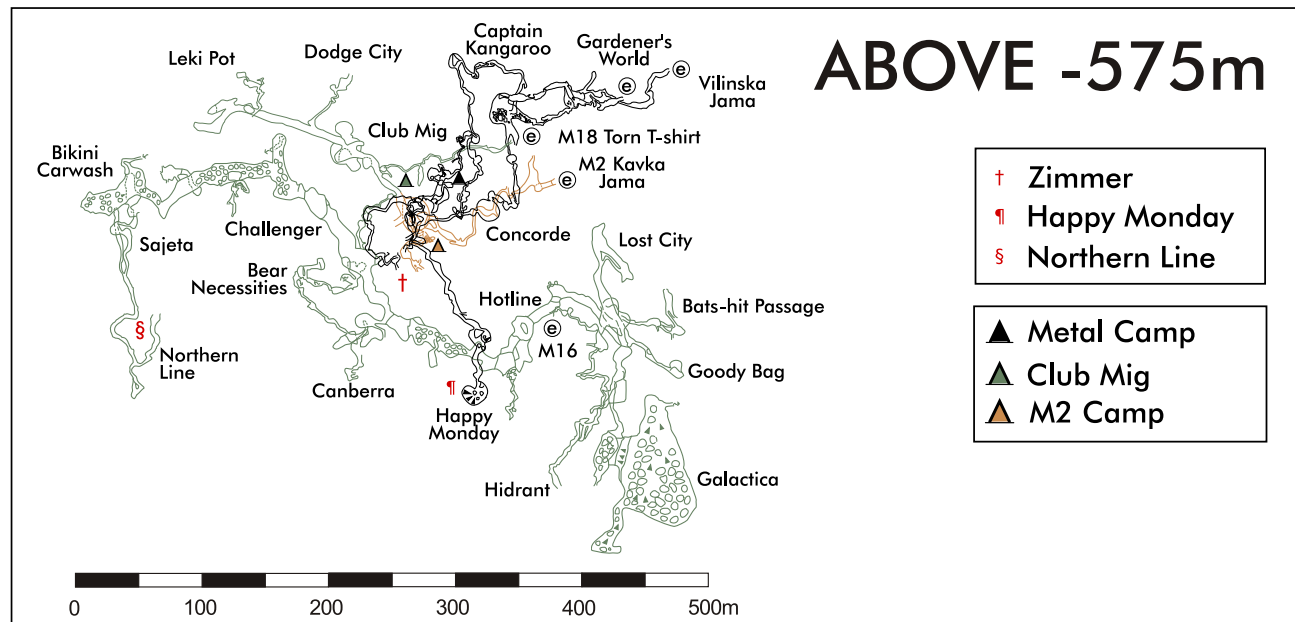 ABOVE -575m
Captain
Kangaroo
Gardener's
World
Dodge City
Leki Pot
Vilinska
Jama
e
e
Club Mig
e
M18 Torn T-shirt
Bikini
Carwash
M2 Kavka
Jama
e
Sajeta
Challenger
Concorde
Lost City
Bear
Necessities
†
Hotline
Bats-hit Passage
§
e
M16
Northern
Line
Canberra
¶
Goody Bag
Happy
Monday
Hidrant
Galactica
0
100
200
300
400
500m
† Zimmer
¶ Happy Monday
§ Northern Line
Metal Camp
Club Mig
M2 Camp